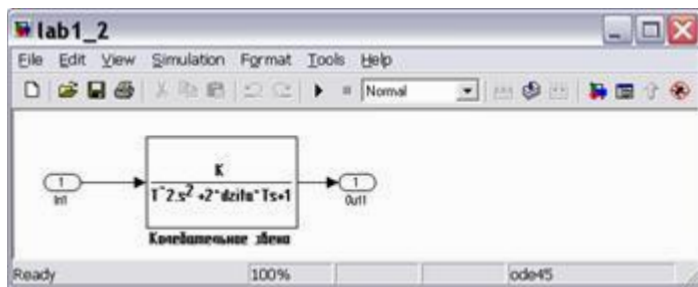 lab1_2
File Edit View Simulation Format Tools Help
Normal
K
T^2.s2 +2*dzita*Ts+1
1
In1
1
Out1
Колебательное звено
Ready 100% ode45